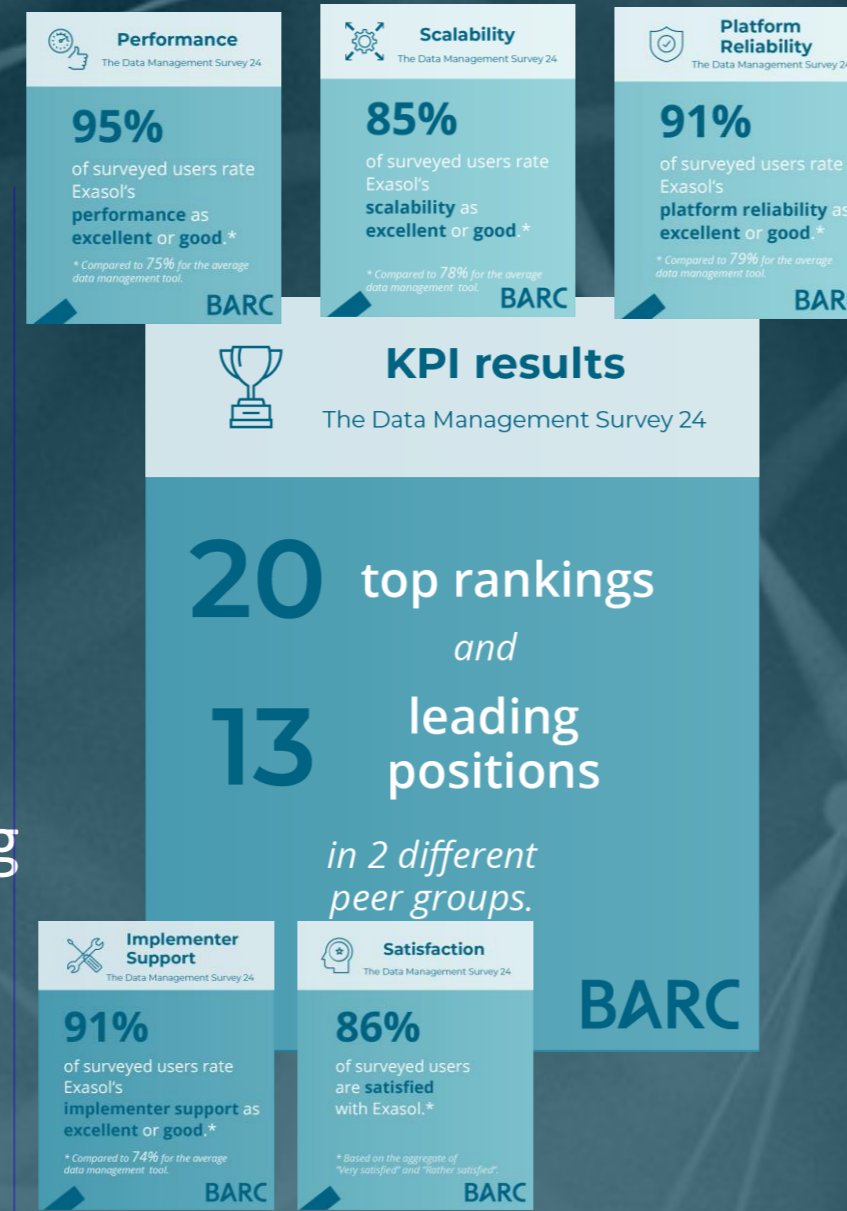 Performance
The Data Management Survey 24
95%
of surveyed users rate
Exasol's
performance as
excellent or good.*
* Compared to 75% for the average
data management tool.
BARC
Scalability
The Data Management Survey 24
85%
of surveyed users rate
Exasol's
scalability as
excellent or good.*
* Compared to 78% for the average
data management tool.
BARC
Platform
Reliability
The Data Management Survey 24
91%
of surveyed users rate
Exasol's
platform reliability as
excellent or good.*
* Compared to 79% for the average
data management tool.
BAR
KPI results
The Data Management Survey 24
20 top rankings
and
13 leading
positions
in 2 different
peer groups.
BARC
Implementer
Support
The Data Management Survey 24
91%
of surveyed users rate
Exasol's
implementer support as
excellent or good.*
* Compared to 74% for the average
data management tool.
BARC
Satisfaction
The Data Management Survey 24
86%
of surveyed users
are satisfied
with Exasol.*
* Based on the aggregate of
"Very satisfied" and "Rather satisfied".
BARC